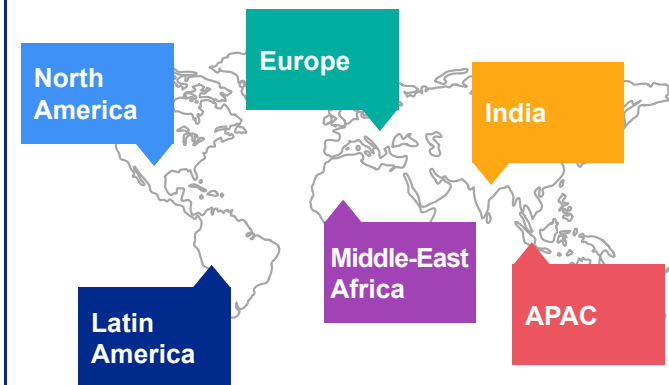 North
America
Europe
India
Middle-East
Africa
Latin
America
APAC